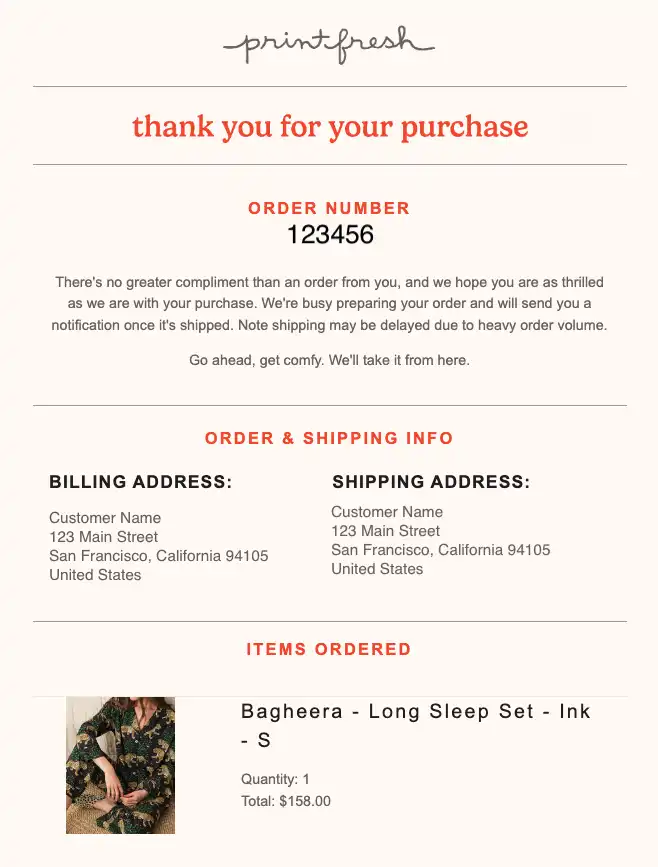 printfresh
thank you for your purchase
ORDER NUMBER
123456
There's no greater compliment than an order from you, and we hope you are as thrilled
as we are with your purchase. We're busy preparing your order and will send you a
notification once it's shipped. Note shipping may be delayed due to heavy order volume.
Go ahead, get comfy. We'll take it from here.
ORDER & SHIPPING INFO
BILLING ADDRESS:
Customer Name
123 Main Street
San Francisco, California 94105
United States
SHIPPING ADDRESS:
Customer Name
123 Main Street
San Francisco, California 94105
United States
ITEMS ORDERED
Bagheera - Long Sleep Set - Ink
- S
Quantity: 1
Total: $158.00